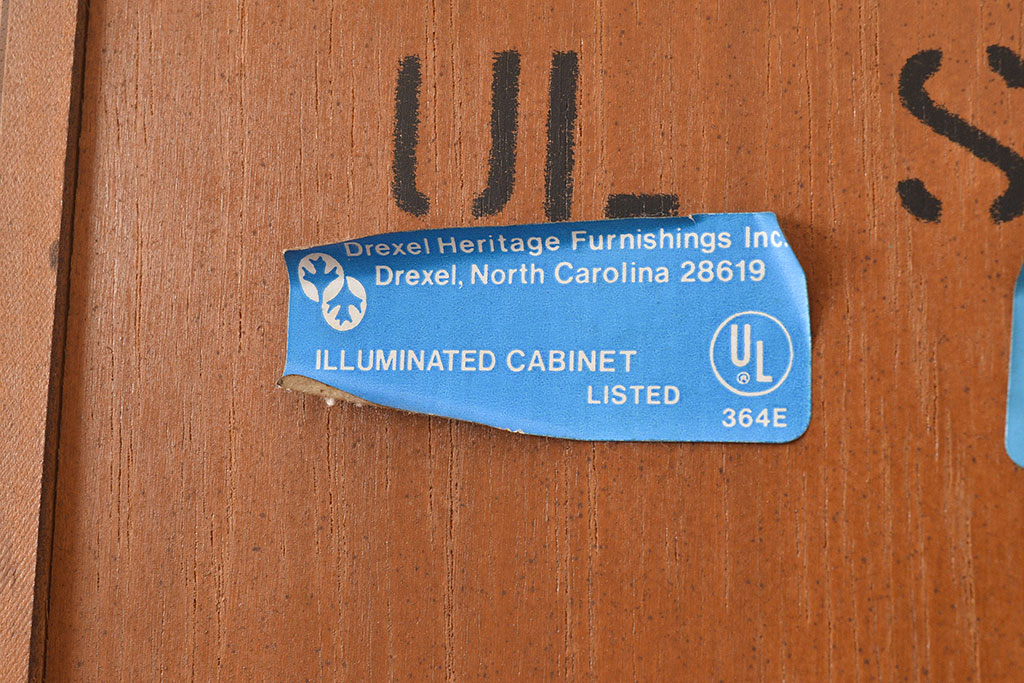 UL S
Drexel Heritage Furnishings Inc.
Drexel, North Carolina 28619
ILLUMINATED CABINET
LISTED
UL ®
364E